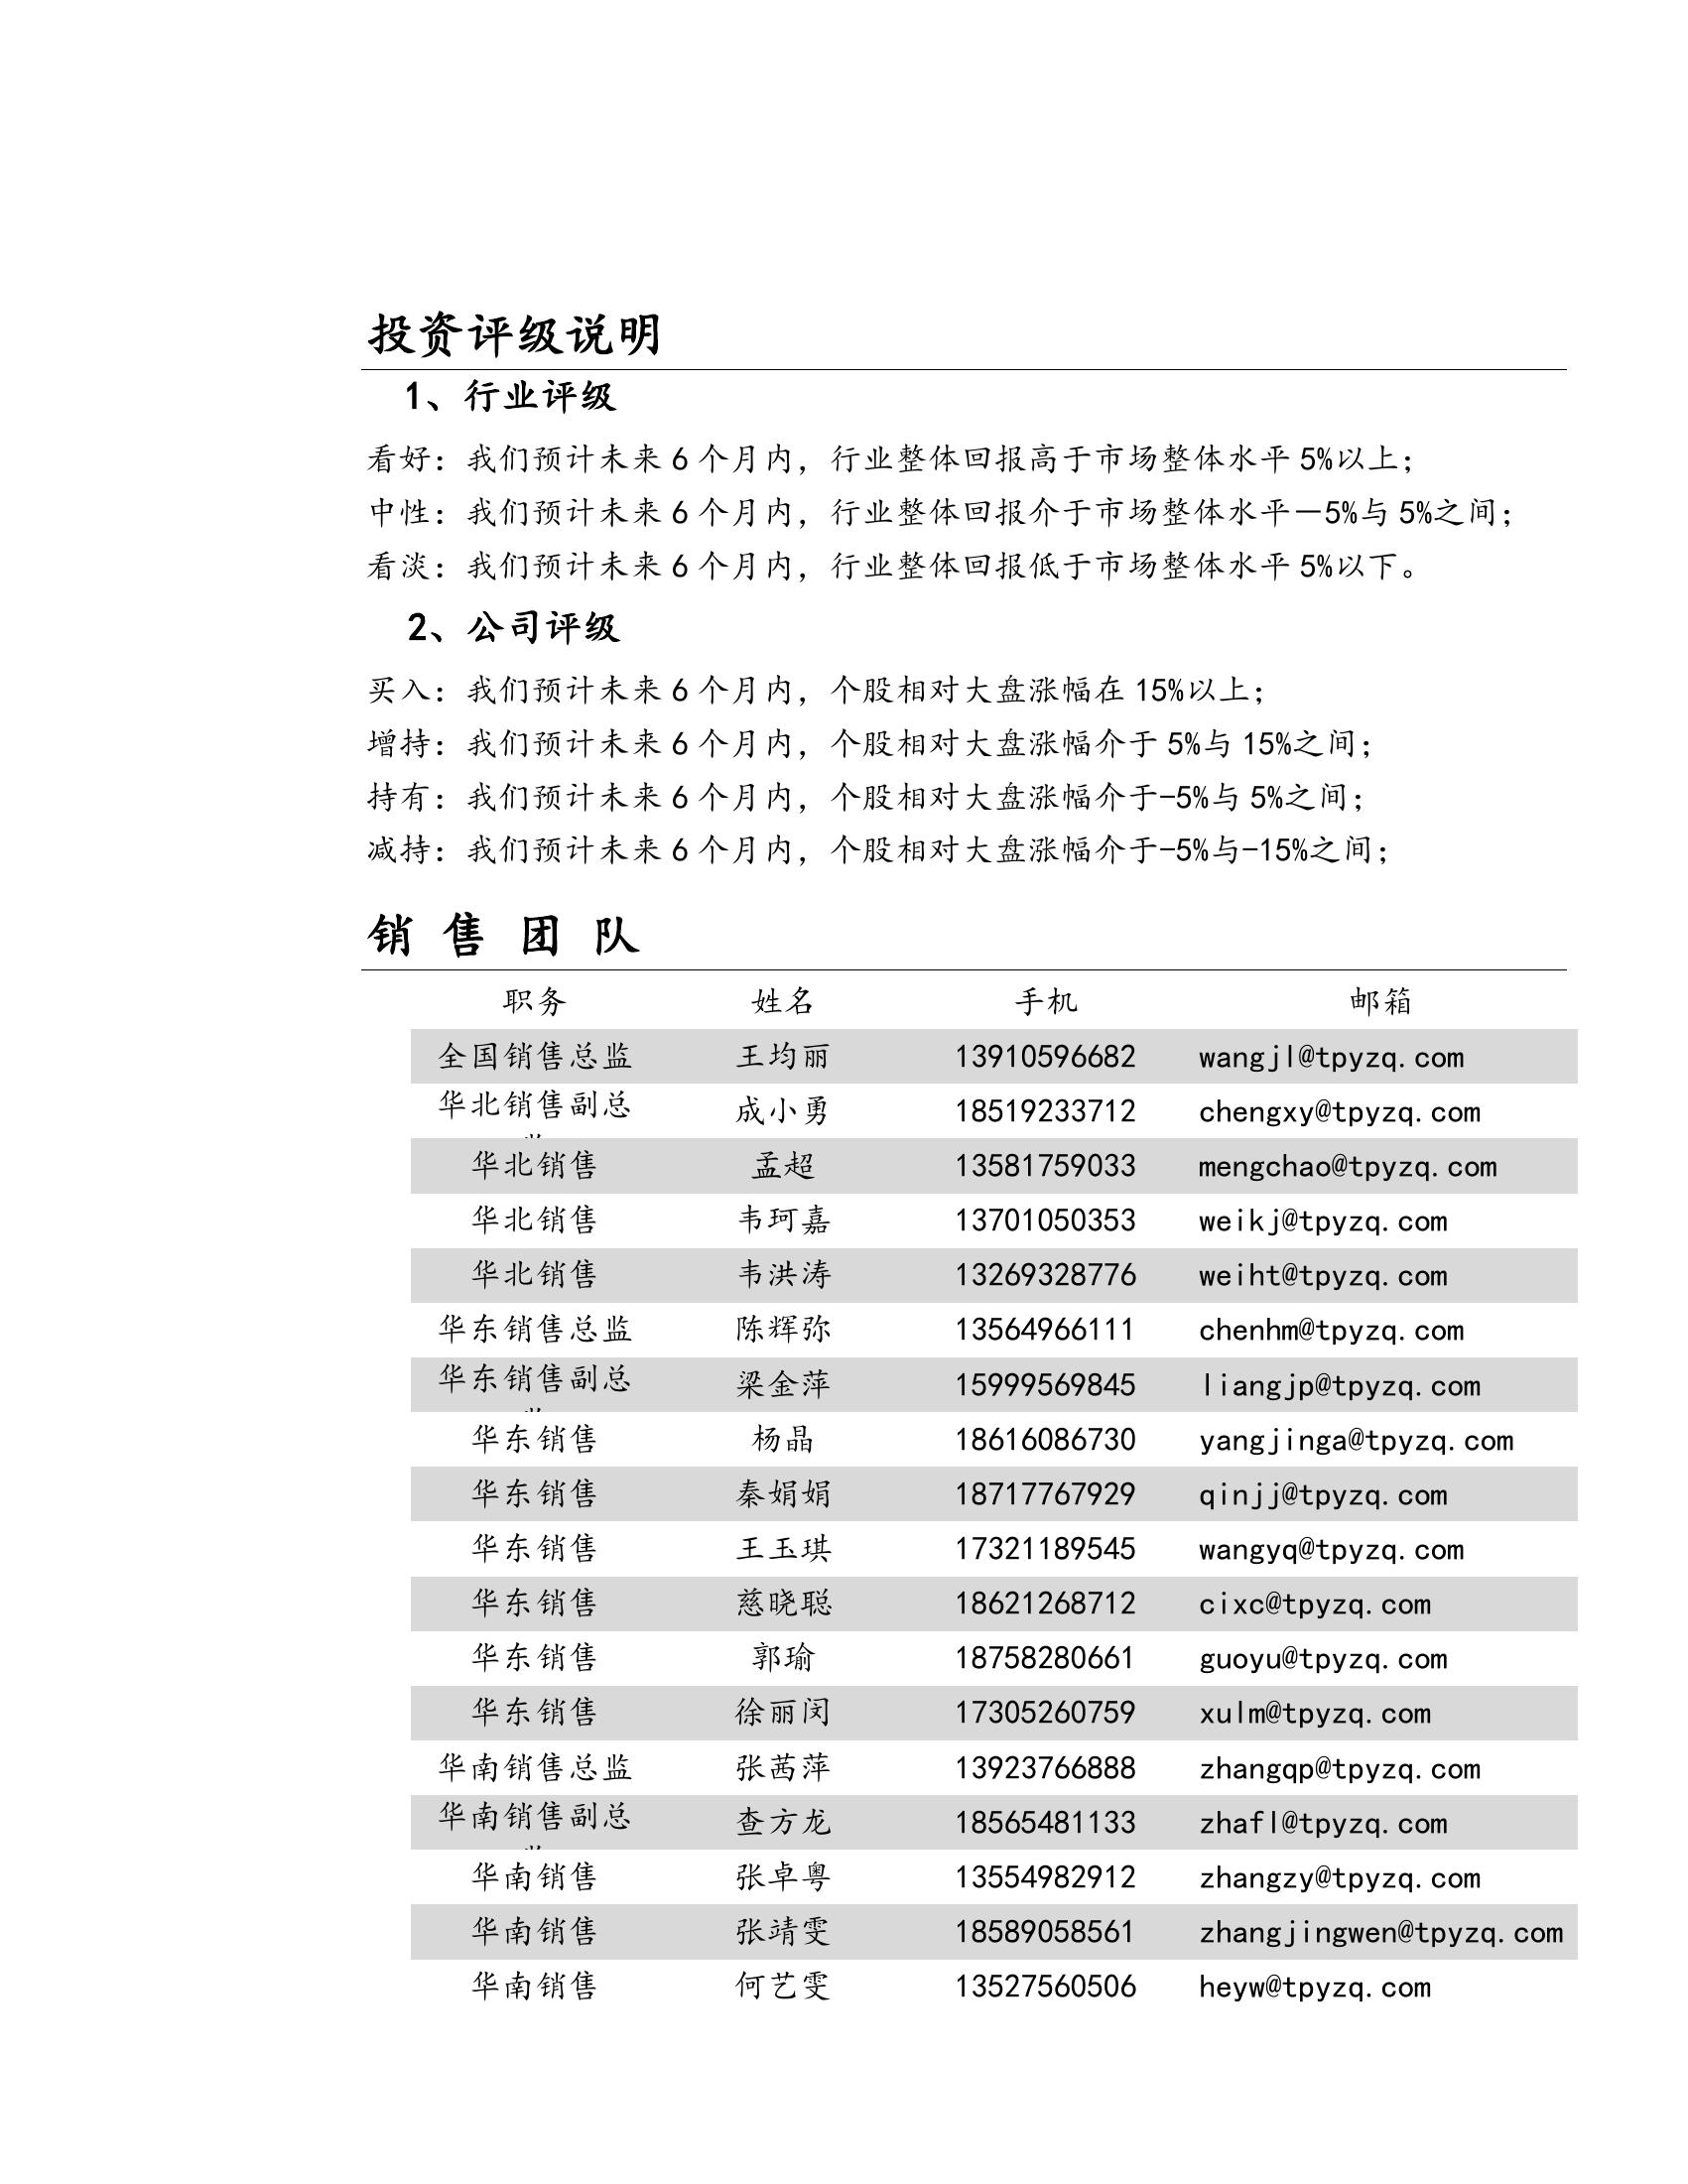 投资评级说明
1、行业评级
看好：我们预计未来 6 个月内，行业整体回报高于市场整体水平 5%以上；
中性：我们预计未来 6 个月内，行业整体回报介于市场整体水平－5%与 5%之间；
看淡：我们预计未来 6 个月内，行业整体回报低于市场整体水平 5%以下。
2、公司评级
买入：我们预计未来 6 个月内，个股相对大盘涨幅在 15%以上；
增持：我们预计未来 6 个月内，个股相对大盘涨幅介于 5%与 15%之间；
持有：我们预计未来 6 个月内，个股相对大盘涨幅介于-5%与 5%之间；
减持：我们预计未来 6 个月内，个股相对大盘涨幅介于-5%与-15%之间；
销 售 团 队
职务 姓名 手机 邮箱
全国销售总监 王均丽 13910596682 wangjl@tpyzq.com
华北销售副总 成小勇 18519233712 chengxy@tpyzq.com
华北销售 孟超 13581759033 mengchao@tpyzq.com
华北销售 韦珂嘉 13701050353 weikj@tpyzq.com
华北销售 韦洪涛 13269328776 weiht@tpyzq.com
华东销售总监 陈辉弥 13564966111 chenhm@tpyzq.com
华东销售副总 梁金萍 15999569845 liangjp@tpyzq.com
华东销售 杨晶 18616086730 yangjinga@tpyzq.com
华东销售 秦娟娟 18717767929 qinjj@tpyzq.com
华东销售 王玉琪 17321189545 wangyq@tpyzq.com
华东销售 慈晓聪 18621268712 cixc@tpyzq.com
华东销售 郭瑜 18758280661 guoyu@tpyzq.com
华东销售 徐丽闵 17305260759 xulm@tpyzq.com
华南销售总监 张茜萍 13923766888 zhangqp@tpyzq.com
华南销售副总 查方龙 18565481133 zhafl@tpyzq.com
华南销售 张卓粤 13554982912 zhangzy@tpyzq.com
华南销售 张靖雯 18589058561 zhangjingwen@tpyzq.com
华南销售 何艺雯 13527560506 heyw@tpyzq.com